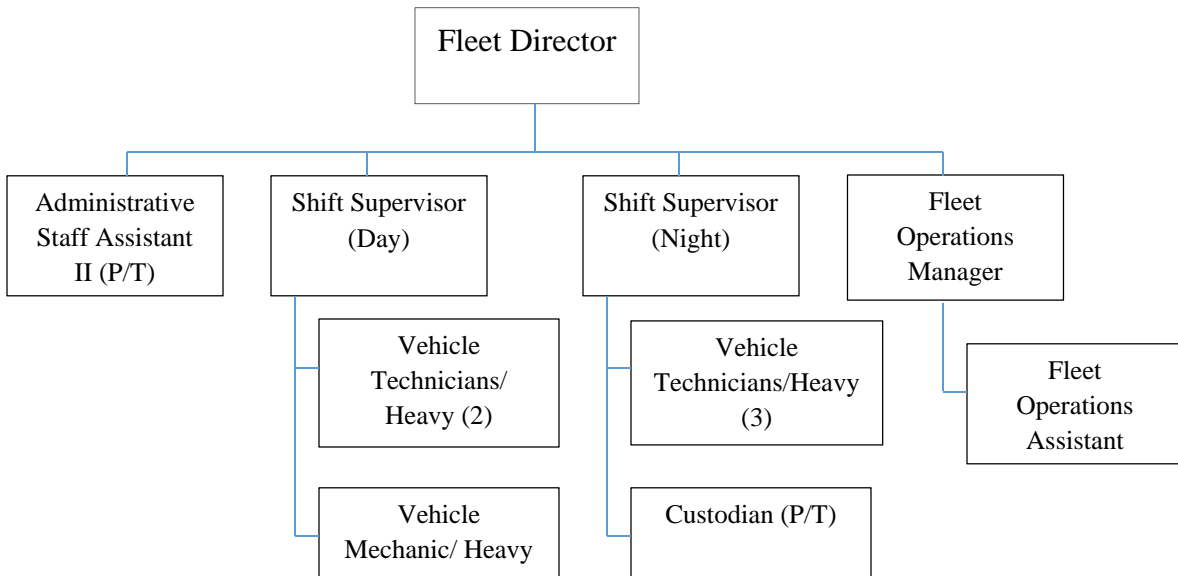 Fleet Director
Administrative
Staff Assistant
II (P/T)
Shift Supervisor
(Day)
Shift Supervisor
(Night)
Fleet
Operations
Manager
Vehicle
Technicians/
Heavy (2)
Vehicle
Technicians/Heavy
(3)
Fleet
Operations
Assistant
Vehicle
Mechanic/ Heavy
Custodian (P/T)